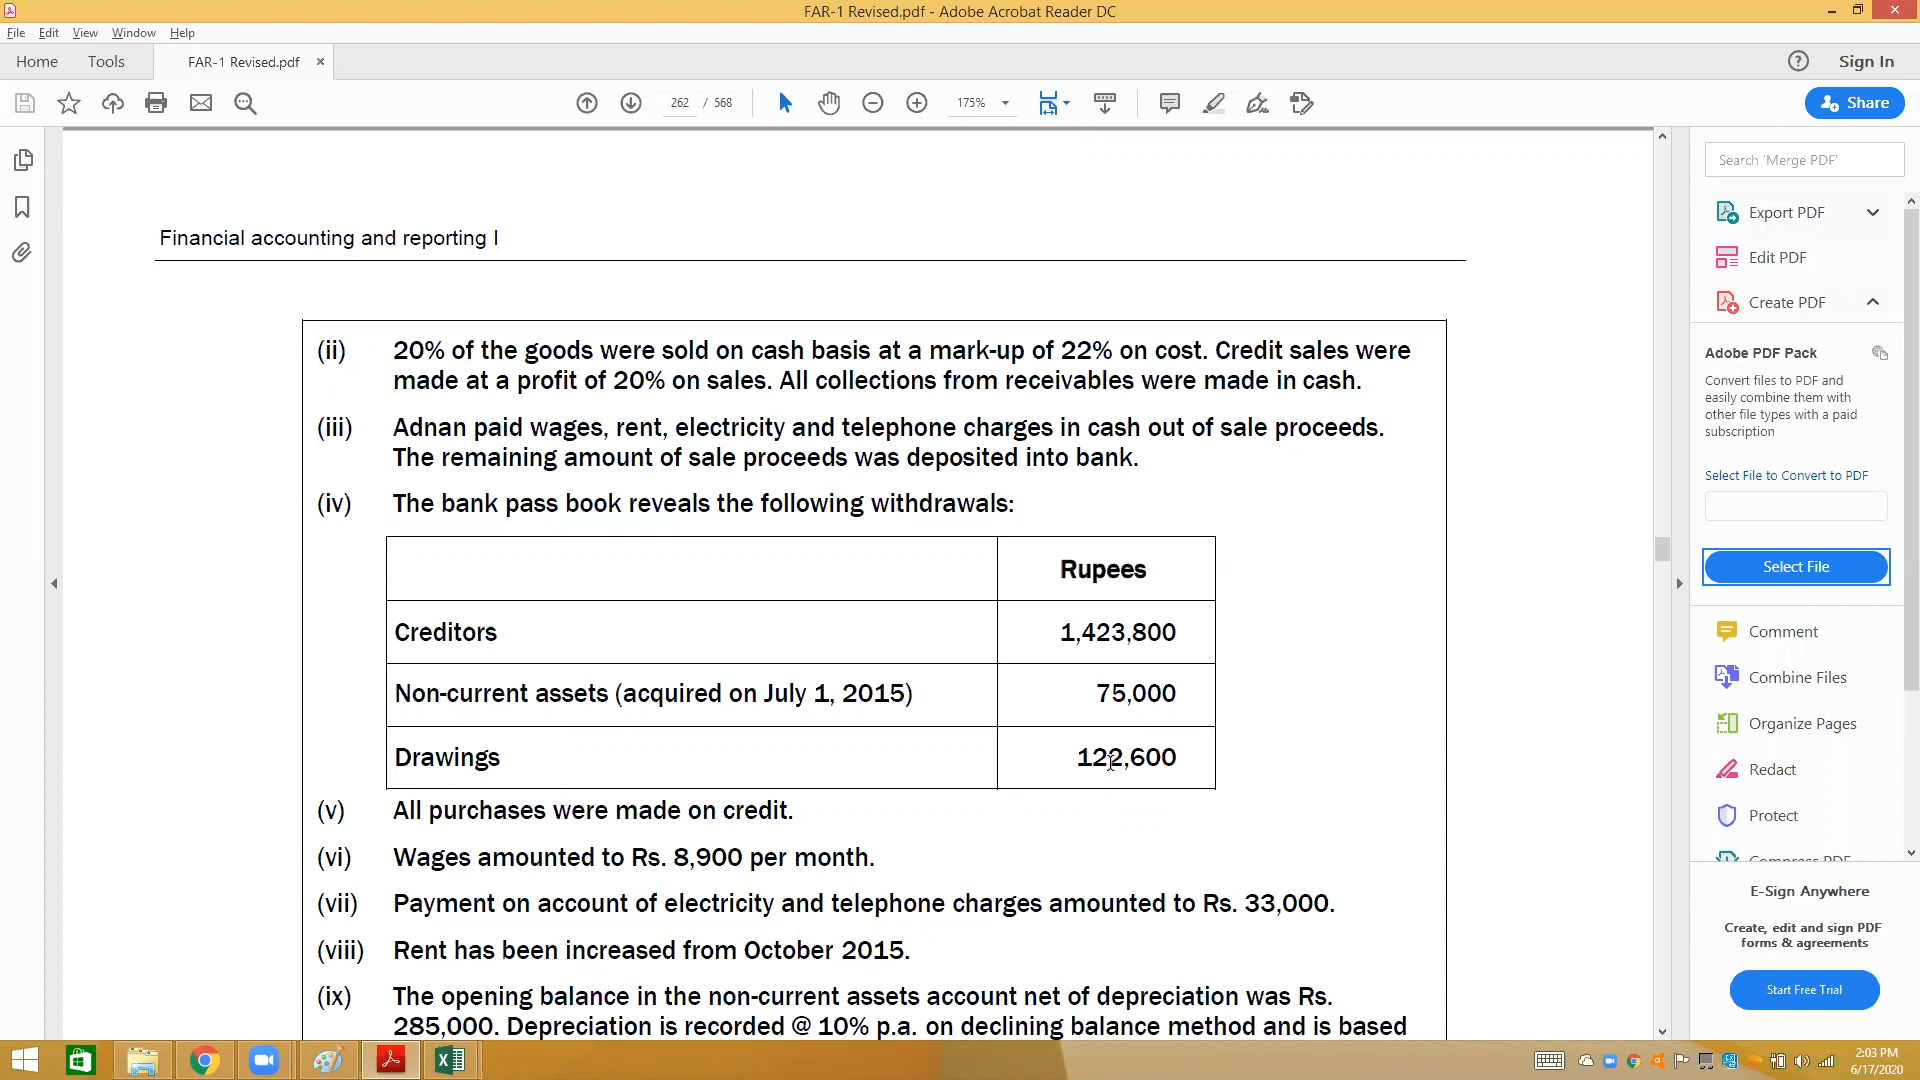 FAR-1 Revised.pdf - Adobe Acrobat Reader DC
File Edit View Window Help
Home Tools FAR-1 Revised.pdf × Sign In
262 / 568 175% Share
Search 'Merge PDF'
Financial accounting and reporting I
(ii) 20% of the goods were sold on cash basis at a mark-up of 22% on cost. Credit sales were
made at a profit of 20% on sales. All collections from receivables were made in cash.
(iii) Adnan paid wages, rent, electricity and telephone charges in cash out of sale proceeds.
The remaining amount of sale proceeds was deposited into bank.
(iv) The bank pass book reveals the following withdrawals:
Rupees
Creditors 1,423,800
Non-current assets (acquired on July 1, 2015) 75,000
Drawings 122,600
(v) All purchases were made on credit.
(vi) Wages amounted to Rs. 8,900 per month.
(vii) Payment on account of electricity and telephone charges amounted to Rs. 33,000.
(viii) Rent has been increased from October 2015.
(ix) The opening balance in the non-current assets account net of depreciation was Rs.
285,000. Depreciation is recorded @ 10% p.a. on declining balance method and is based
Export PDF
Edit PDF
Create PDF
Adobe PDF Pack
Convert files to PDF and
easily combine them with
other file types with a paid
subscription
Select File to Convert to PDF
Select File
Comment
Combine Files
Organize Pages
Redact
Protect
Compress PDF
E-Sign Anywhere
Create, edit and sign PDF
forms & agreements
Start Free Trial
2:03 PM
6/17/2020